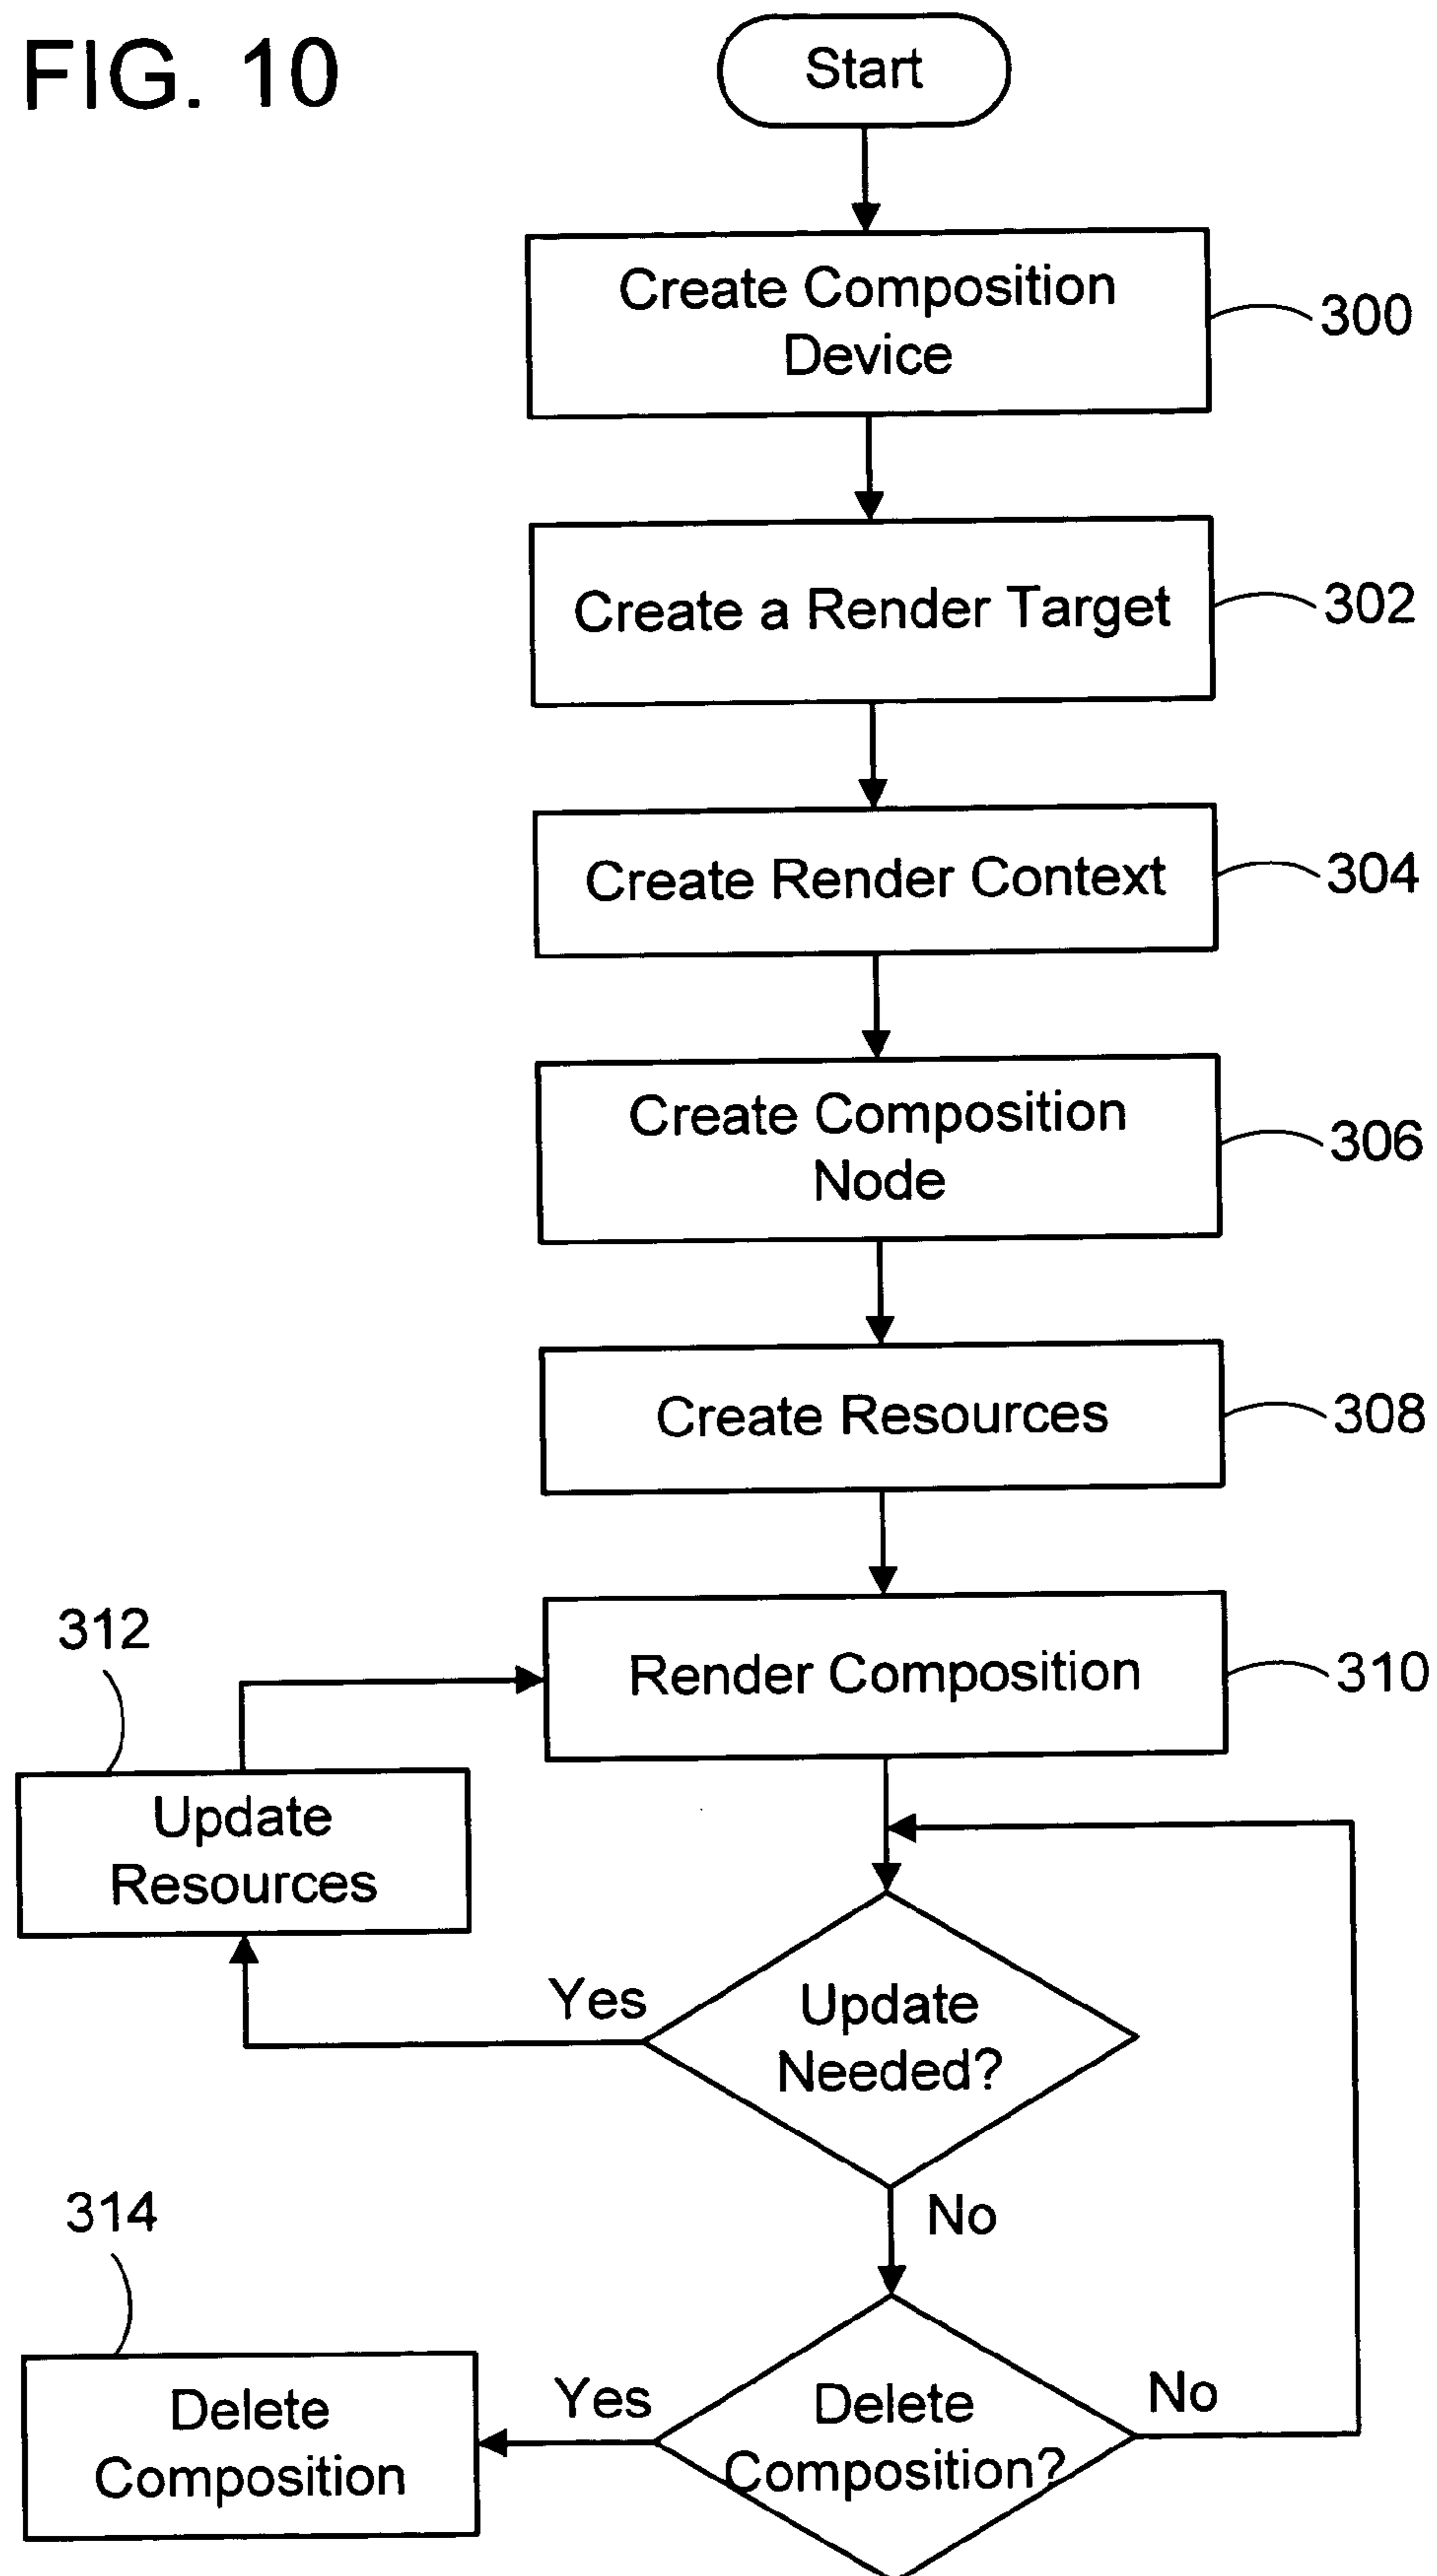 FIG. 10
Start
Create Composition
Device
300
Create a Render Target
302
Create Render Context
304
Create Composition
Node
306
Create Resources
308
312
Render Composition
310
Update
Resources
Yes
Update
Needed?
No
314
Delete
Composition
Yes
Delete
Composition?
No